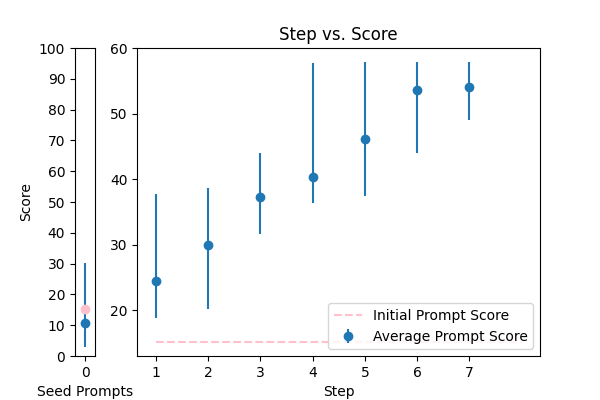 Step vs. Score
Score
100
90
80
70
60
50
40
30
20
10
0
0
Seed Prompts
60
50
40
30
20
1 2 3 4 5 6 7
Step
Initial Prompt Score
Average Prompt Score